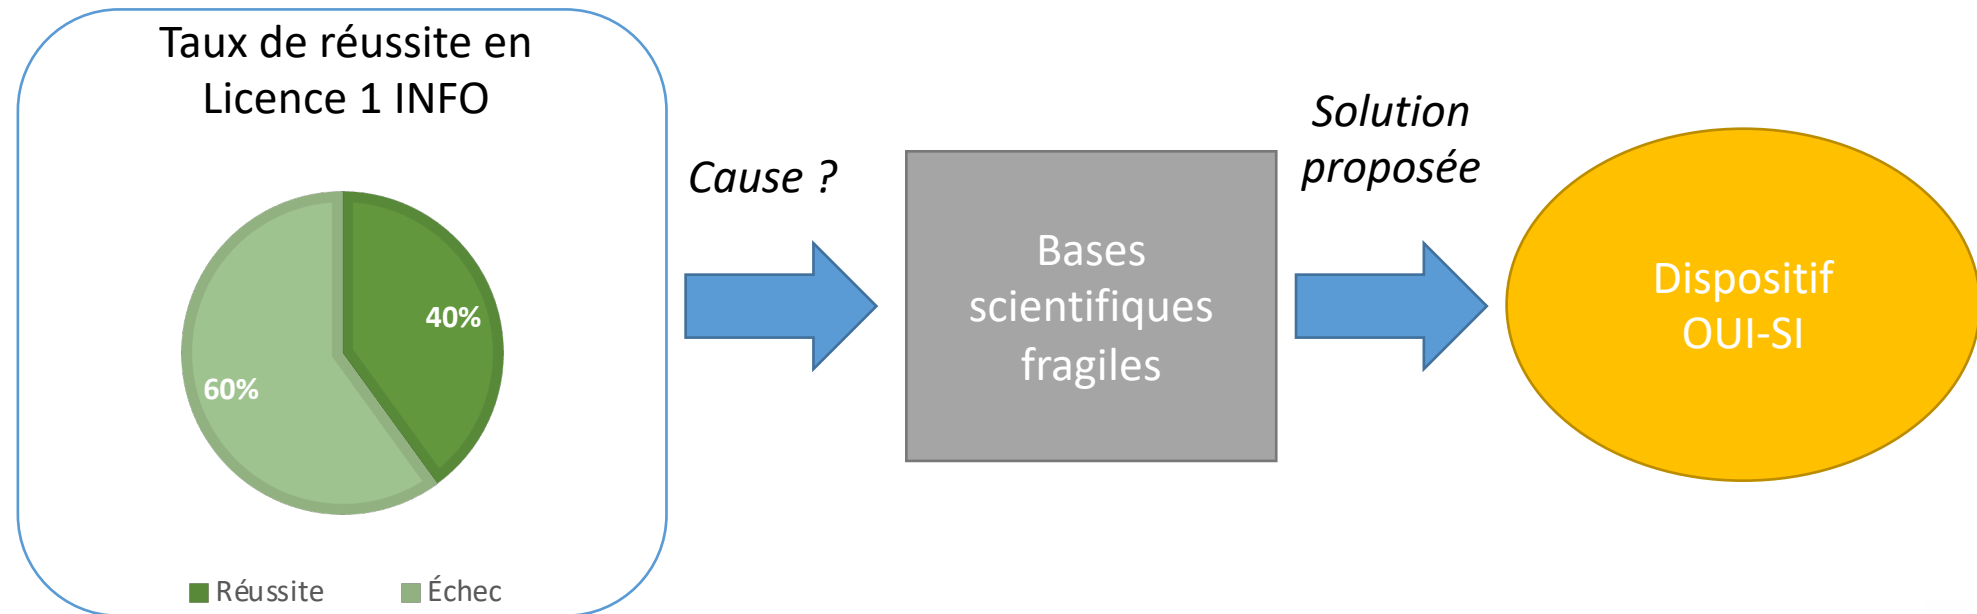 Taux de réussite en
Licence 1 INFO
40%
60%
Réussite
Échec
Cause ?
Bases
scientifiques
fragiles
Solution
proposée
Dispositif
OUI-SI